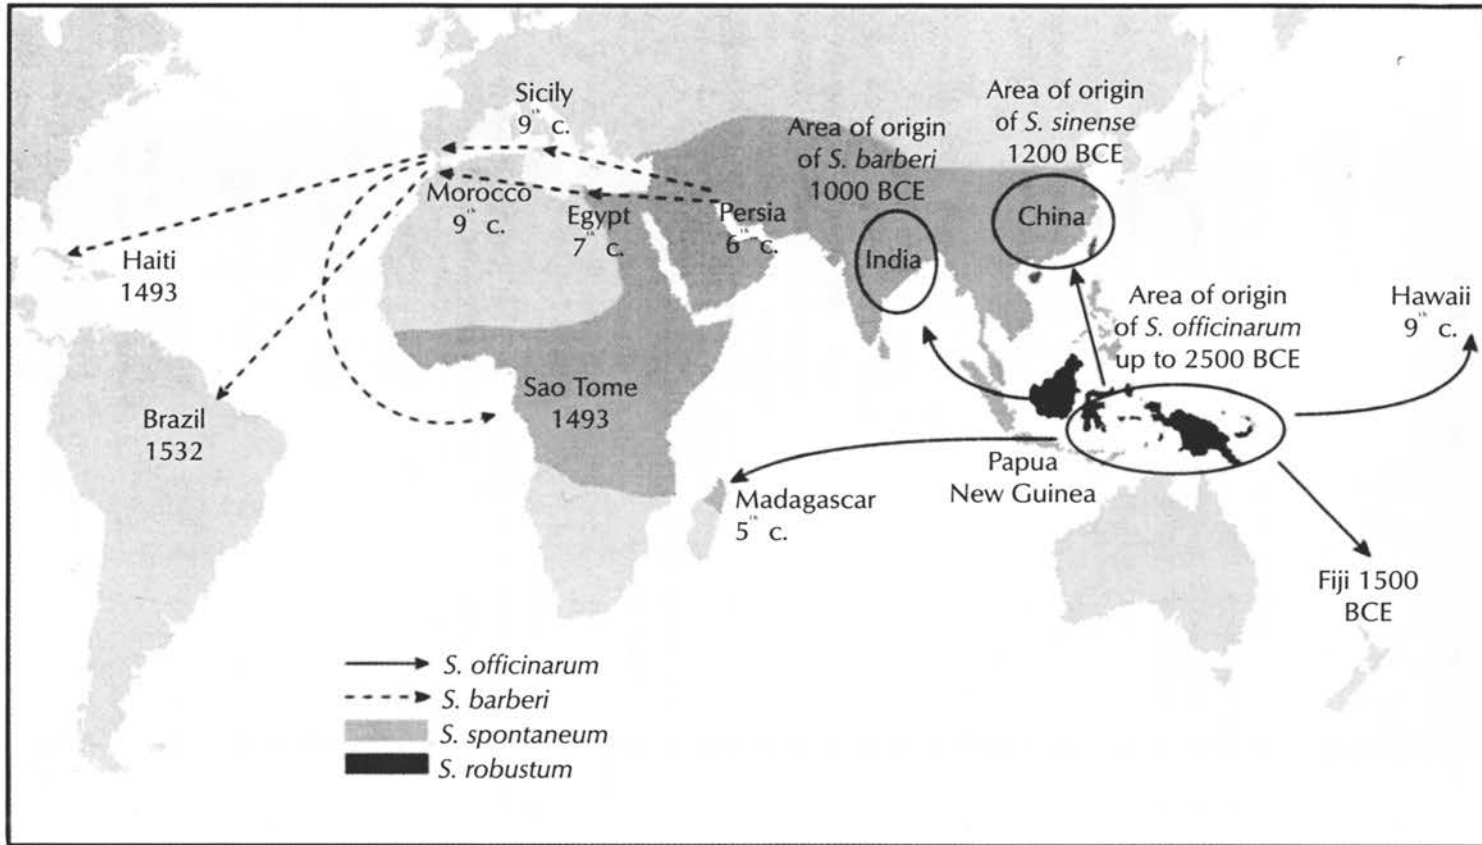 Sicily
9th c.
Area of origin
of S. barberi
1000 BCE
Area of origin
of S. sinense
1200 BCE
Morocco
9th c.
Egypt
7th c.
Persia
6th c.
India
China
Haiti
1493
Area of origin
of S. officinarum
up to 2500 BCE
Hawaii
9th c.
Brazil
1532
Sao Tome
1493
Madagascar
5th c.
Papua
New Guinea
Fiji 1500
BCE
S. officinarum
S. barberi
S. spontaneum
S. robustum